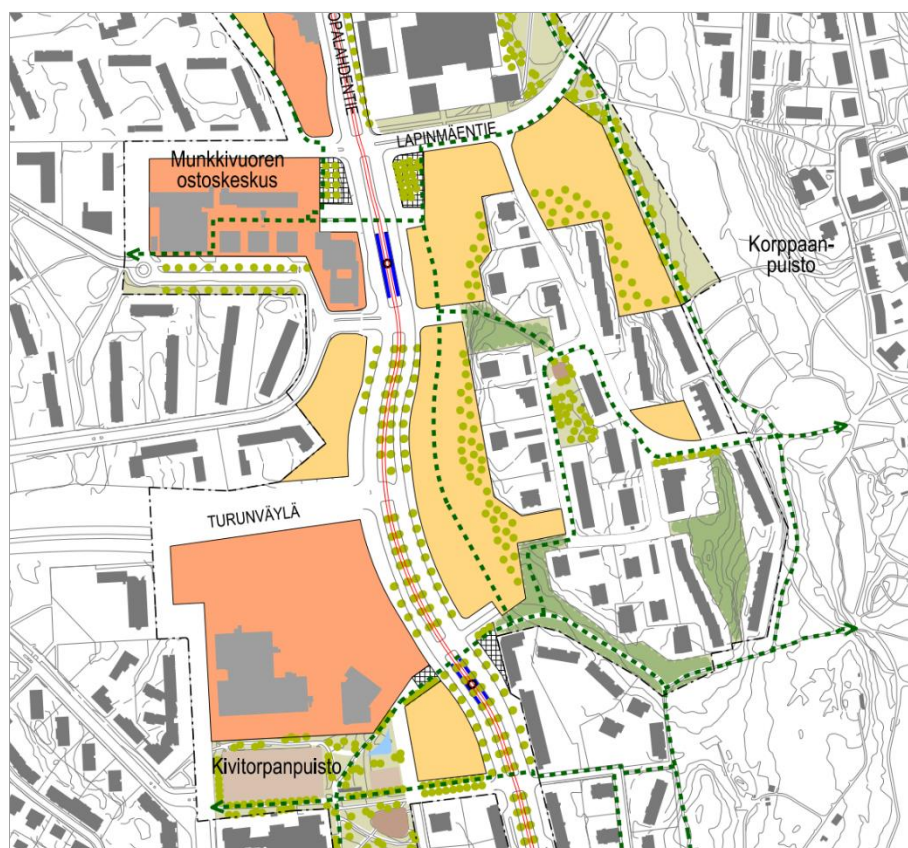 OPALAHDENTIE
LAPINMÄENTIE
Munkkivuoren
ostoskeskus
Korppaan-
puisto
TURUNVÄYLÄ
Kivitorpanpuisto